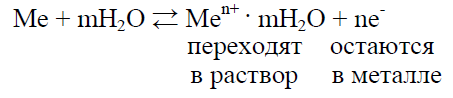 Me + mH₂O ⇄ Meⁿ⁺ · mH₂O + ne⁻
переходят остаются
в раствор в металле